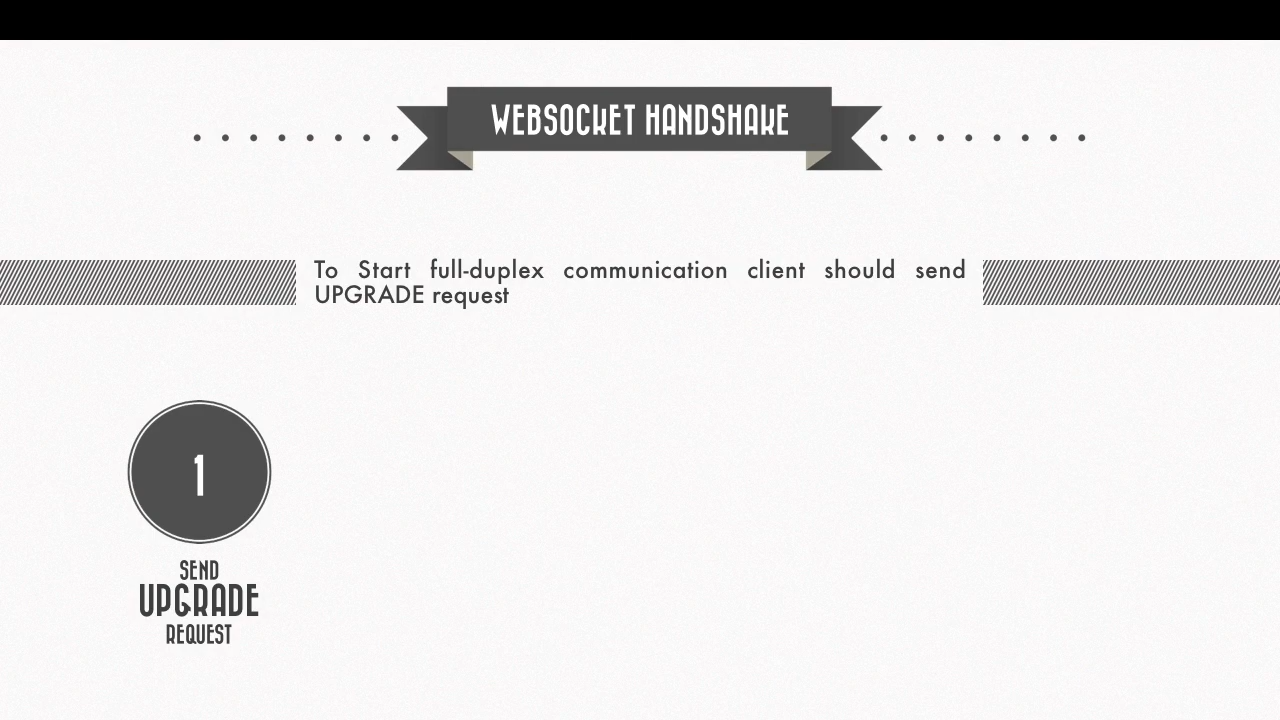 WEBSOCKET HANDSHAKE
To Start full-duplex communication client should send
UPGRADE request
1
SEND
UPGRADE
REQUEST